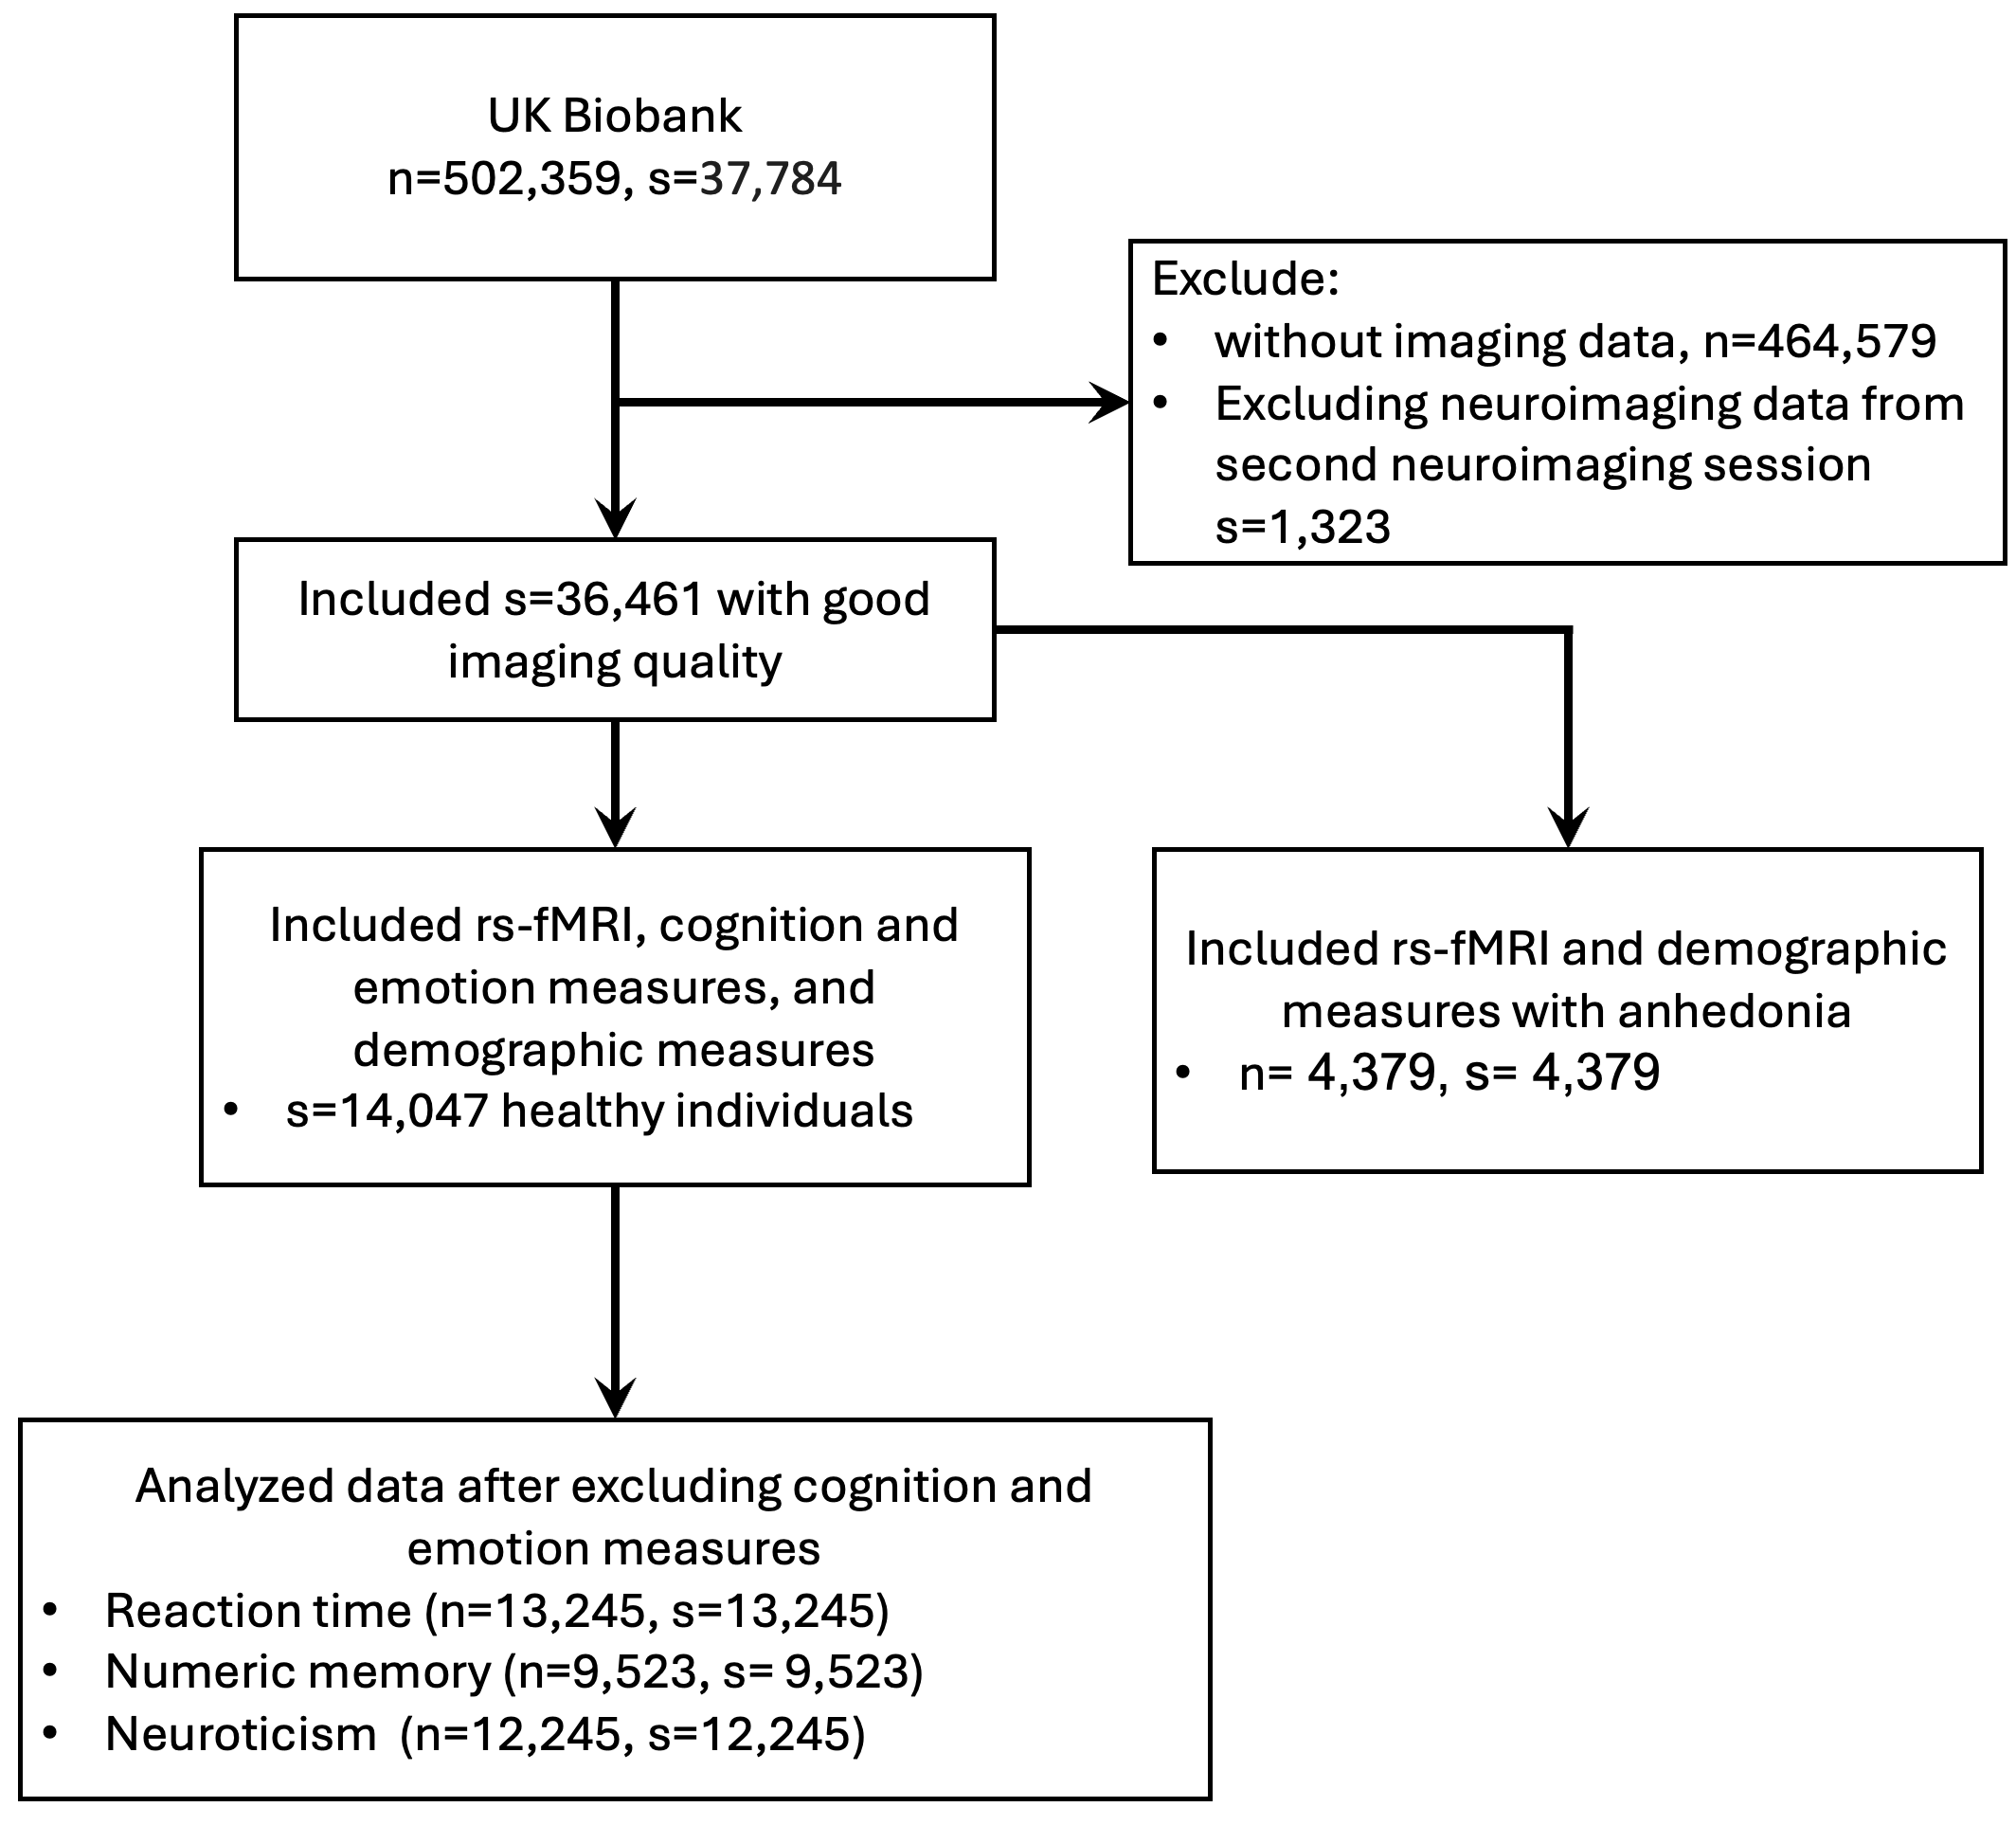 UK Biobank
n=502,359, s=37,784
Exclude:
• without imaging data, n=464,579
• Excluding neuroimaging data from
second neuroimaging session
s=1,323
Included s=36,461 with good
imaging quality
Included rs-fMRI, cognition and
emotion measures, and
demographic measures
• s=14,047 healthy individuals
Included rs-fMRI and demographic
measures with anhedonia
• n= 4,379, s= 4,379
Analyzed data after excluding cognition and
emotion measures
• Reaction time (n=13,245, s=13,245)
• Numeric memory (n=9,523, s= 9,523)
• Neuroticism (n=12,245, s=12,245)